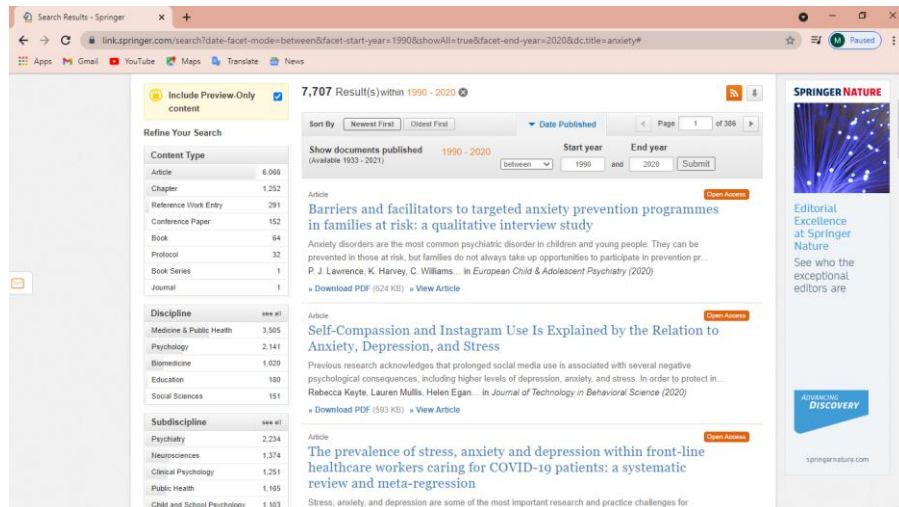 Search Results - Springer
link.springer.com/search?date-facet-mode=between&facet-start-year=1990&showAll=true&facet-end-year=2020&dc.title=anxiety#
M Paused
Apps Gmail YouTube Maps Translate News
Include Preview-Only
content
Refine Your Search
Content Type
Article 6,066
Chapter 1,252
Reference Work Entry 291
Conference Paper 152
Book 64
Protocol 32
Book Series 1
Journal 1
Discipline see all
Medicine & Public Health 3,505
Psychology 2,141
Biomedicine 1,020
Education 180
Social Sciences 151
Subdiscipline see all
Psychiatry 2,234
Neurosciences 1,374
Clinical Psychology 1,251
Public Health 1,165
Child and School Psychology 1,103
7,707 Result(s) within 1990 - 2020
Sort By Newest First Oldest First Date Published Page 1 of 386
Show documents published 1990 - 2020 Start year End year
(Available 1933 - 2021) between 1990 and 2020 Submit
Article Open Access
Barriers and facilitators to targeted anxiety prevention programmes
in families at risk: a qualitative interview study
Anxiety disorders are the most common psychiatric disorder in children and young people. They can be
prevented in those at risk, but families do not always take up opportunities to participate in prevention pr...
P. J. Lawrence, K. Harvey, C. Williams... in European Child & Adolescent Psychiatry (2020)
» Download PDF (624 KB) » View Article
Article Open Access
Self-Compassion and Instagram Use Is Explained by the Relation to
Anxiety, Depression, and Stress
Previous research acknowledges that prolonged social media use is associated with several negative
psychological consequences, including higher levels of depression, anxiety, and stress. In order to protect in...
Rebecca Keyte, Lauren Mullis, Helen Egan... in Journal of Technology in Behavioral Science (2020)
» Download PDF (593 KB) » View Article
Article Open Access
The prevalence of stress, anxiety and depression within front-line
healthcare workers caring for COVID-19 patients: a systematic
review and meta-regression
Stress, anxiety, and depression are some of the most important research and practice challenges for
SPRINGER NATURE
Editorial
Excellence
at Springer
Nature
See who the
exceptional
editors are
ADVANCING
DISCOVERY
springernature.com